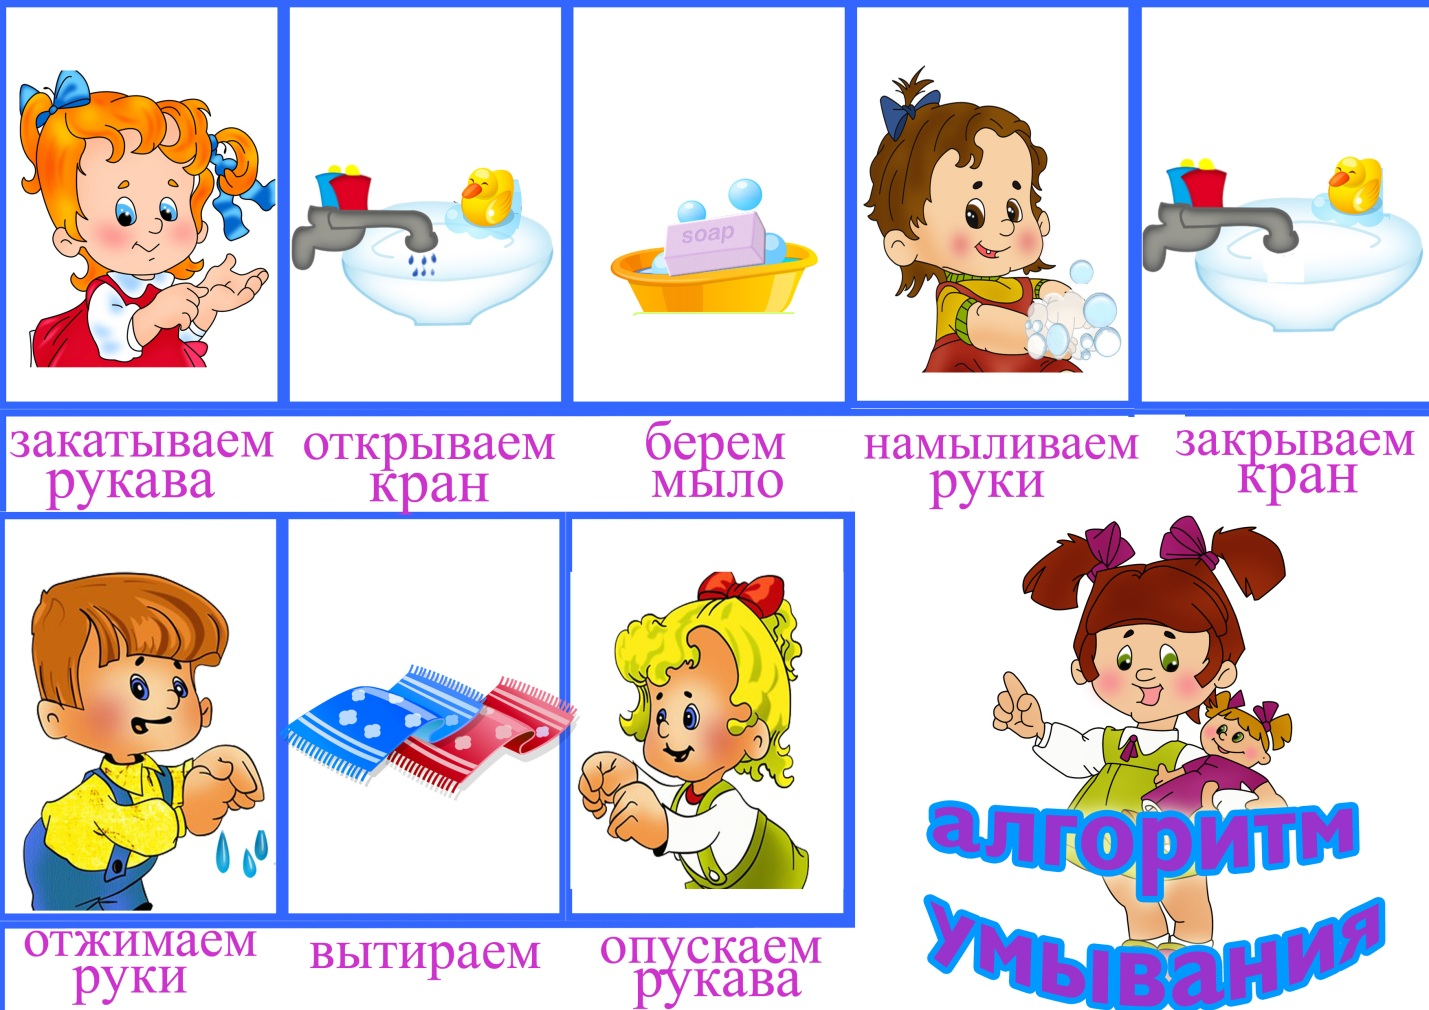 soap
закатываем
рукава
открываем
кран
берем
мыло
намыливаем
руки
закрываем
кран
отжимаем
руки
вытираем
опускаем
рукава
алгоритм
умывания